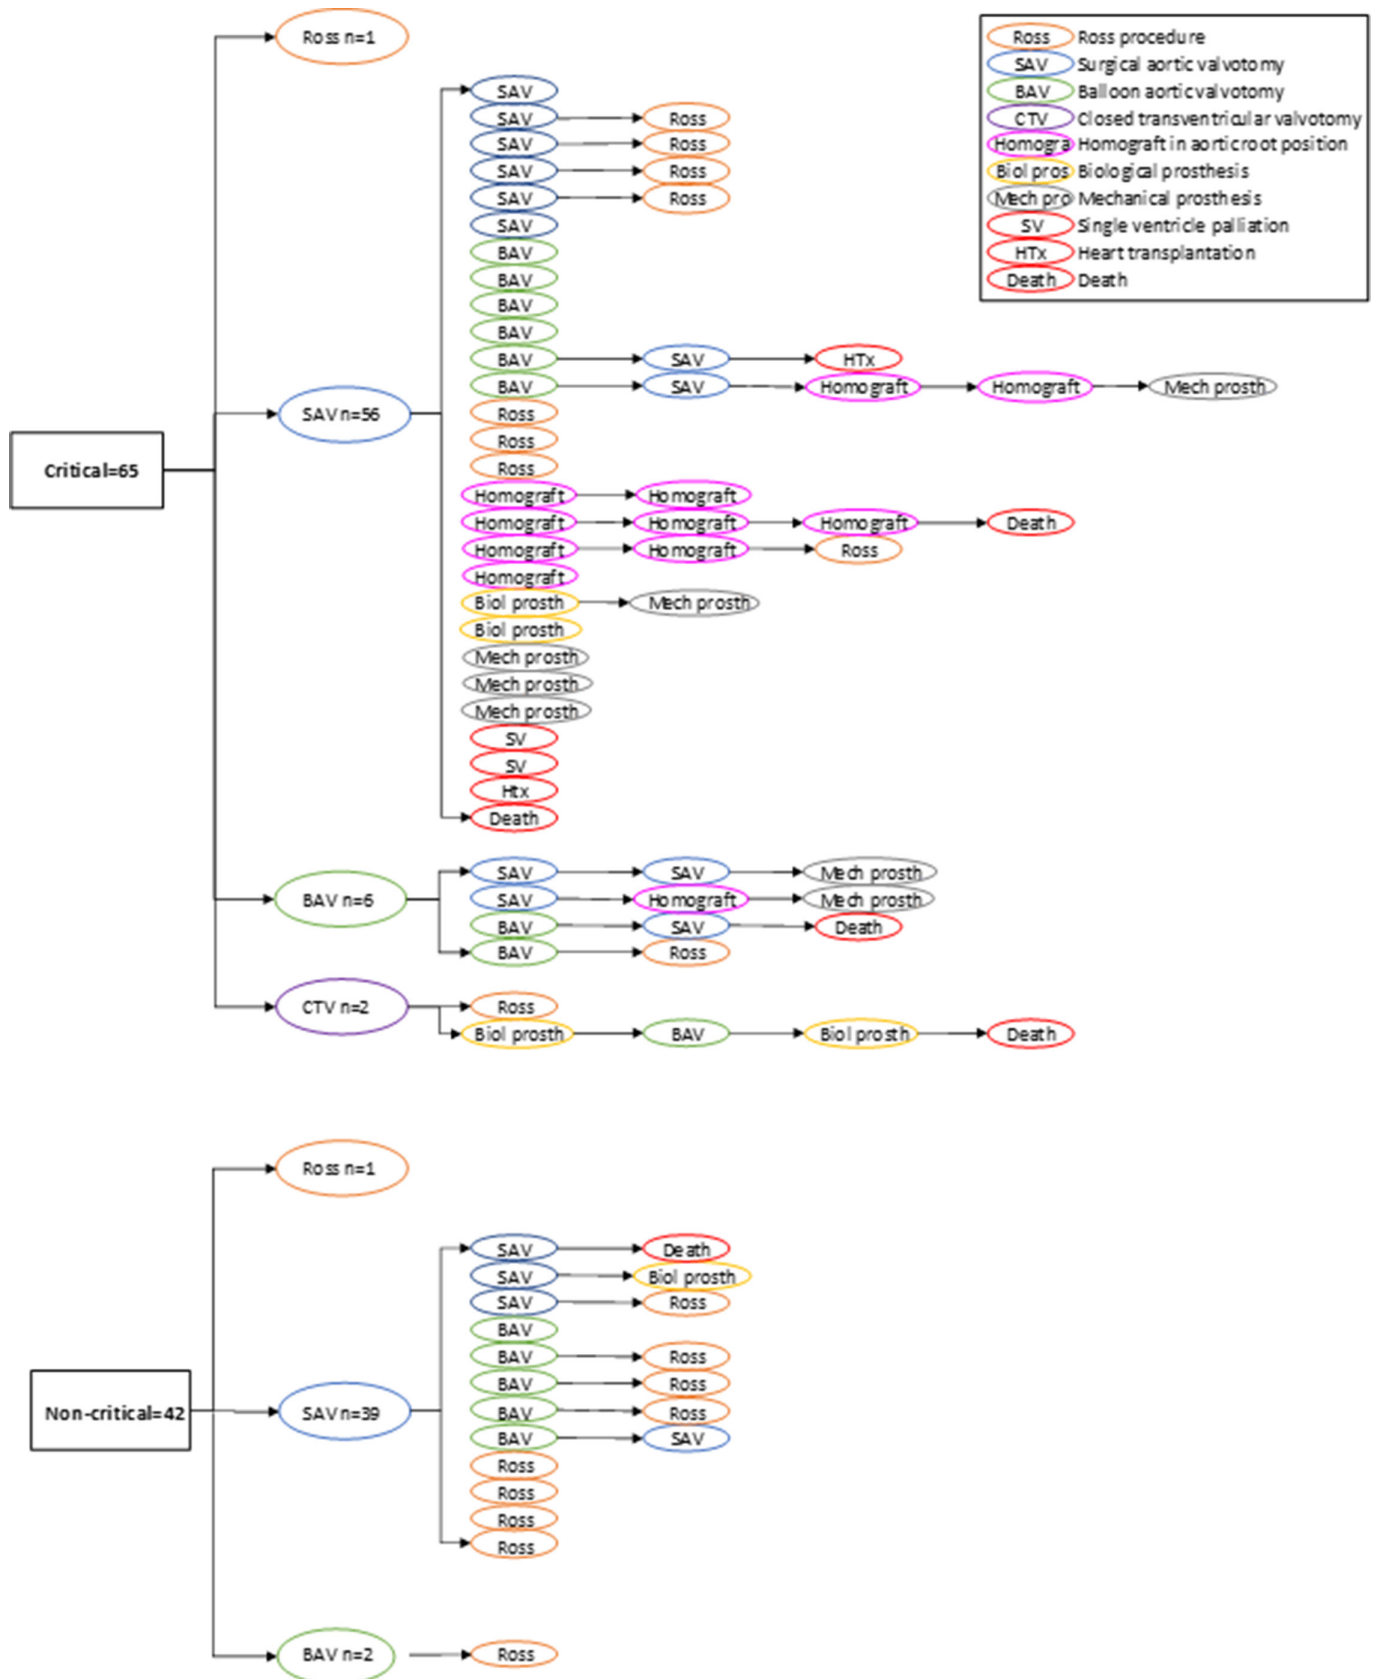 Ross n=1
Ross Ross procedure
SAV Surgical aortic valvotomy
BAV Balloon aortic valvotomy
CTV Closed transventricular valvotomy
Homogra Homograft in aortic root position
Biol pros Biological prosthesis
Mech pro Mechanical prosthesis
SV Single ventricle palliation
HTx Heart transplantation
Death Death
SAV
SAV Ross
SAV Ross
SAV Ross
SAV Ross
SAV
BAV
BAV
BAV
BAV
BAV SAV HTx
BAV SAV Homograft Homograft Mech prosth
SAV n=56
Ross
Ross
Ross
Critical=65
Homograft Homograft
Homograft Homograft Homograft Death
Homograft Homograft Ross
Homograft
Biol prosth Mech prosth
Biol prosth
Mech prosth
Mech prosth
Mech prosth
SV
SV
Htx
Death
SAV SAV Mech prosth
BAV n=6
SAV Homograft Mech prosth
BAV SAV Death
BAV Ross
CTV n=2
Ross
Biol prosth BAV Biol prosth Death
Ross n=1
SAV Death
SAV Biol prosth
SAV Ross
BAV
BAV Ross
BAV Ross
Non-critical=42
SAV n=39
BAV Ross
BAV SAV
Ross
Ross
Ross
Ross
BAV n=2 Ross